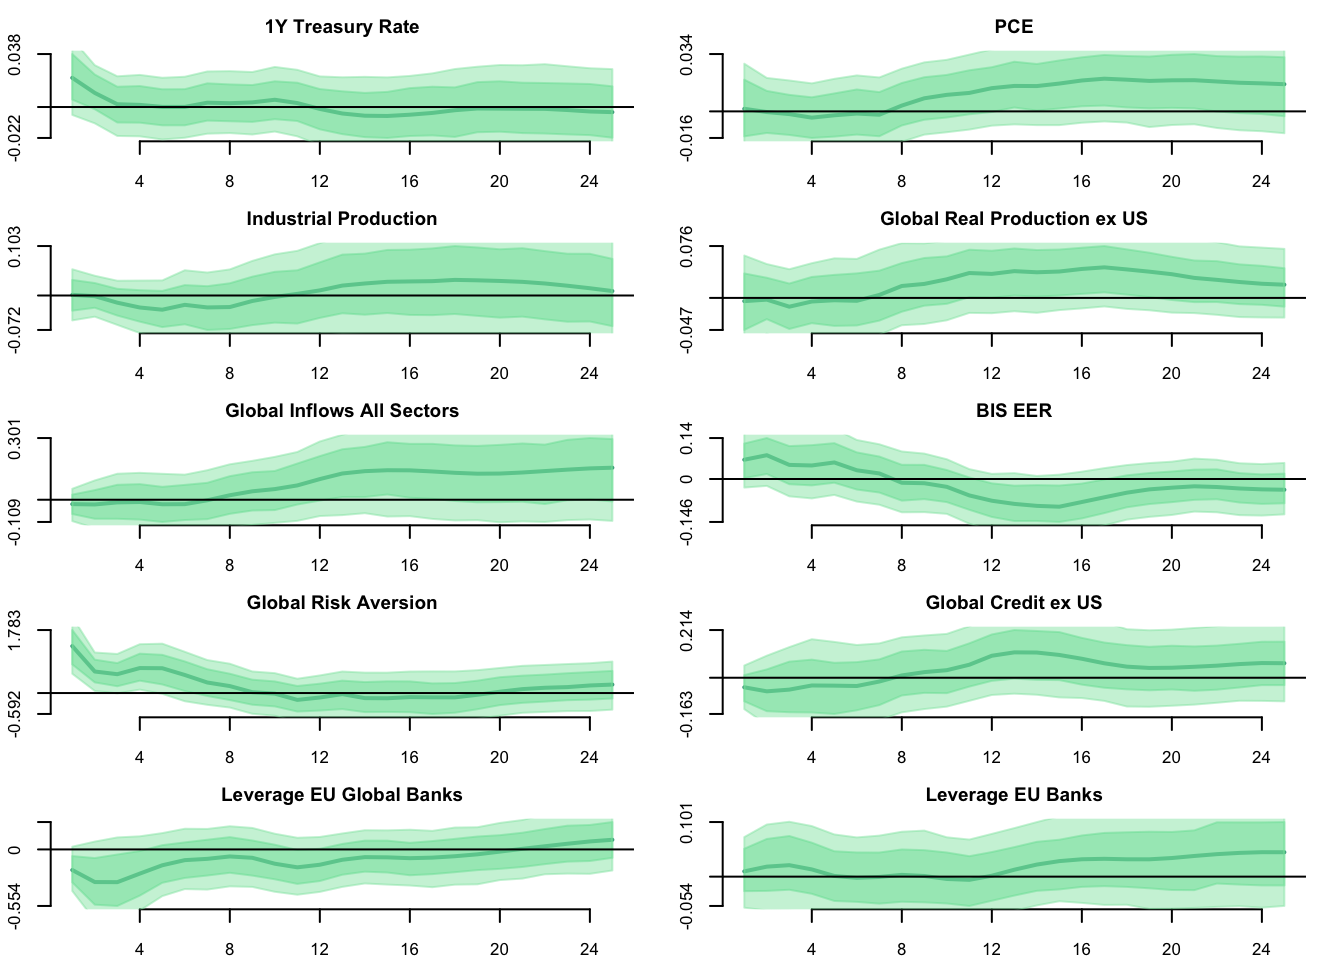 1Y Treasury Rate
0.038
-0.022
4 8 12 16 20 24
PCE
0.034
-0.016
4 8 12 16 20 24
Industrial Production
0.103
-0.072
4 8 12 16 20 24
Global Real Production ex US
0.076
-0.047
4 8 12 16 20 24
Global Inflows All Sectors
0.301
-0.109
4 8 12 16 20 24
BIS EER
0.14
0
-0.146
4 8 12 16 20 24
Global Risk Aversion
1.783
-0.592
4 8 12 16 20 24
Global Credit ex US
0.214
-0.163
4 8 12 16 20 24
Leverage EU Global Banks
0
-0.554
4 8 12 16 20 24
Leverage EU Banks
0.101
-0.054
4 8 12 16 20 24